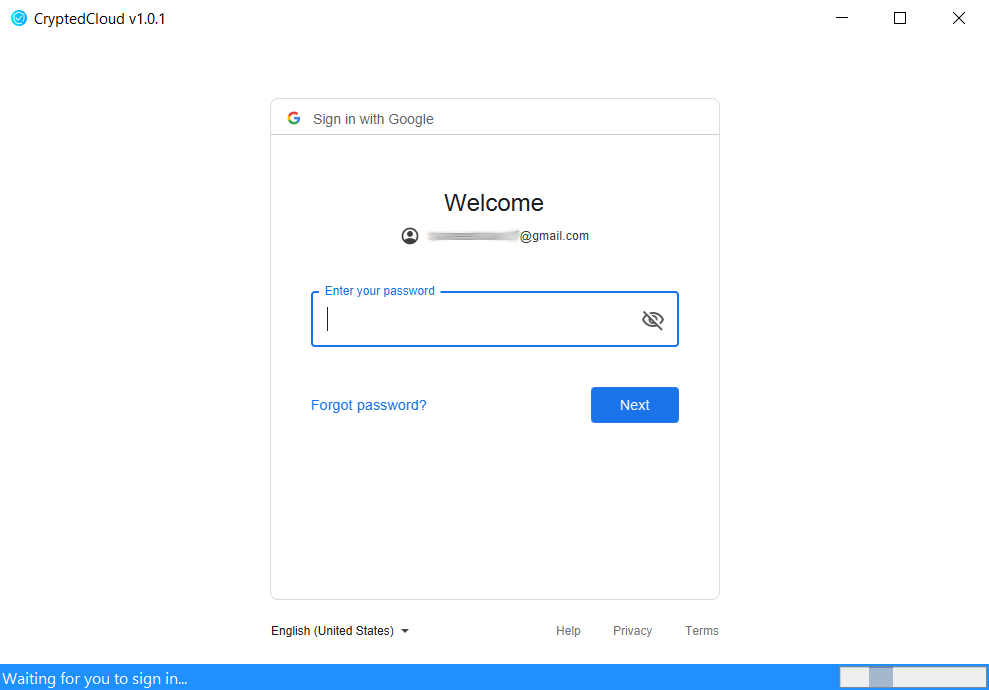 CryptedCloud v1.0.1
Sign in with Google
Welcome
@gmail.com
Enter your password
Forgot password?
Next
English (United States)
Help Privacy Terms
Waiting for you to sign in...